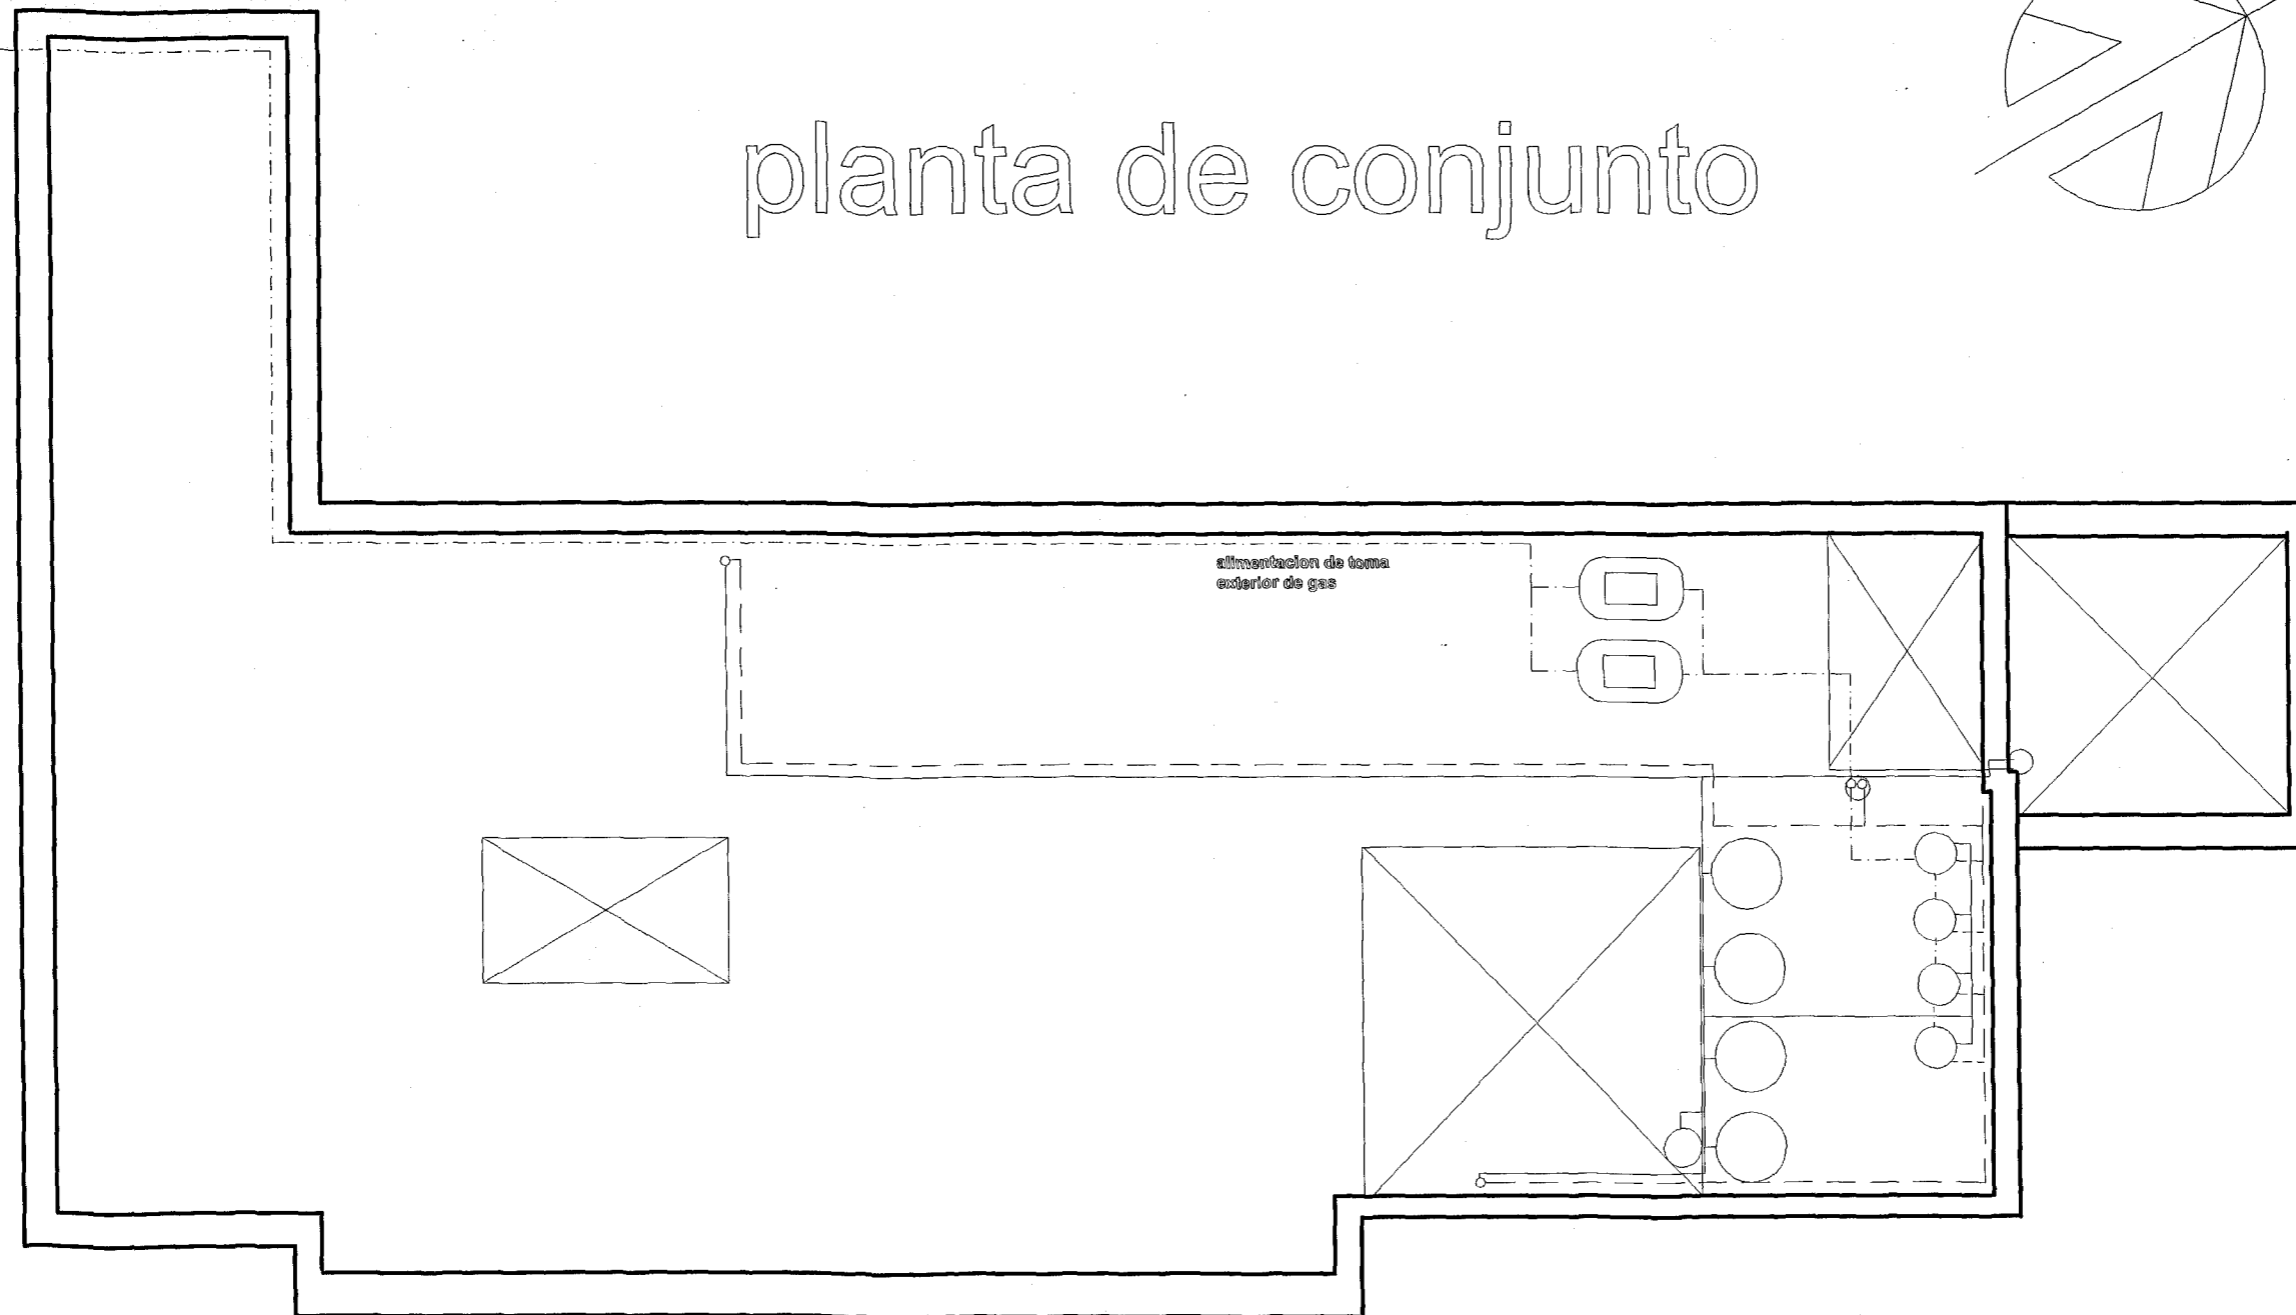 planta de conjunto
alimentacion de toma
exterior de gas